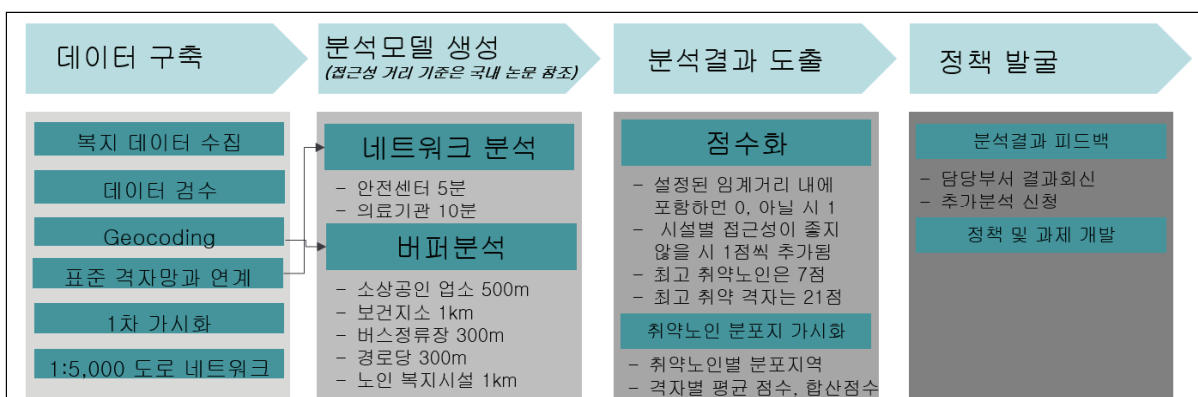 데이터 구축
복지 데이터 수집
데이터 검수
Geocoding
표준 격자망과 연계
1차 가시화
1:5,000 도로 네트워크
분석모델 생성
(접근성 거리 기준은 국내 논문 참조)
네트워크 분석
- 안전센터 5분
- 의료기관 10분
버퍼분석
- 소상공인 업소 500m
- 보건지소 1km
- 버스정류장 300m
- 경로당 300m
- 노인 복지시설 1km
분석결과 도출
점수화
- 설정된 임계거리 내에
포함하면 0, 아닐 시 1
- 시설별 접근성이 좋지
않을 시 1점씩 추가됨
- 최고 취약노인은 7점
- 최고 취약 격자는 21점
취약노인 분포지 가시화
- 취약노인별 분포지역
- 격자별 평균 점수, 합산점수
정책 발굴
분석결과 피드백
- 담당부서 결과회신
- 추가분석 신청
정책 및 과제 개발